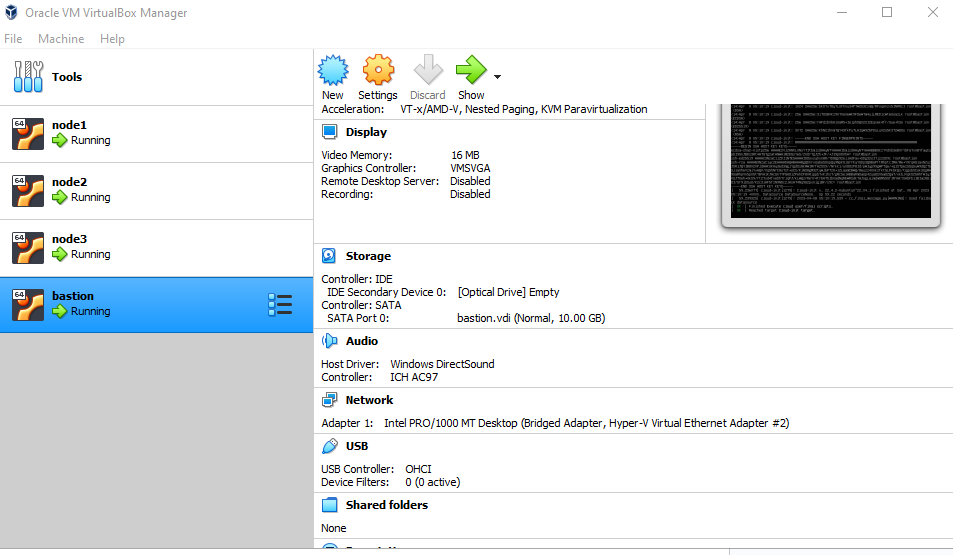 Oracle VM VirtualBox Manager
File Machine Help
Tools
New Settings Discard Show
64 node1
Running
64 node2
Running
64 node3
Running
64 bastion
Running
Acceleration: VT-x/AMD-V, Nested Paging, KVM Paravirtualization
Display
Video Memory: 16 MB
Graphics Controller: VMSVGA
Remote Desktop Server: Disabled
Recording: Disabled
Storage
Controller: IDE
IDE Secondary Device 0: [Optical Drive] Empty
Controller: SATA
SATA Port 0: bastion.vdi (Normal, 10.00 GB)
Audio
Host Driver: Windows DirectSound
Controller: ICH AC97
Network
Adapter 1: Intel PRO/1000 MT Desktop (Bridged Adapter, Hyper-V Virtual Ethernet Adapter #2)
USB
USB Controller: OHCI
Device Filters: 0 (0 active)
Shared folders
None